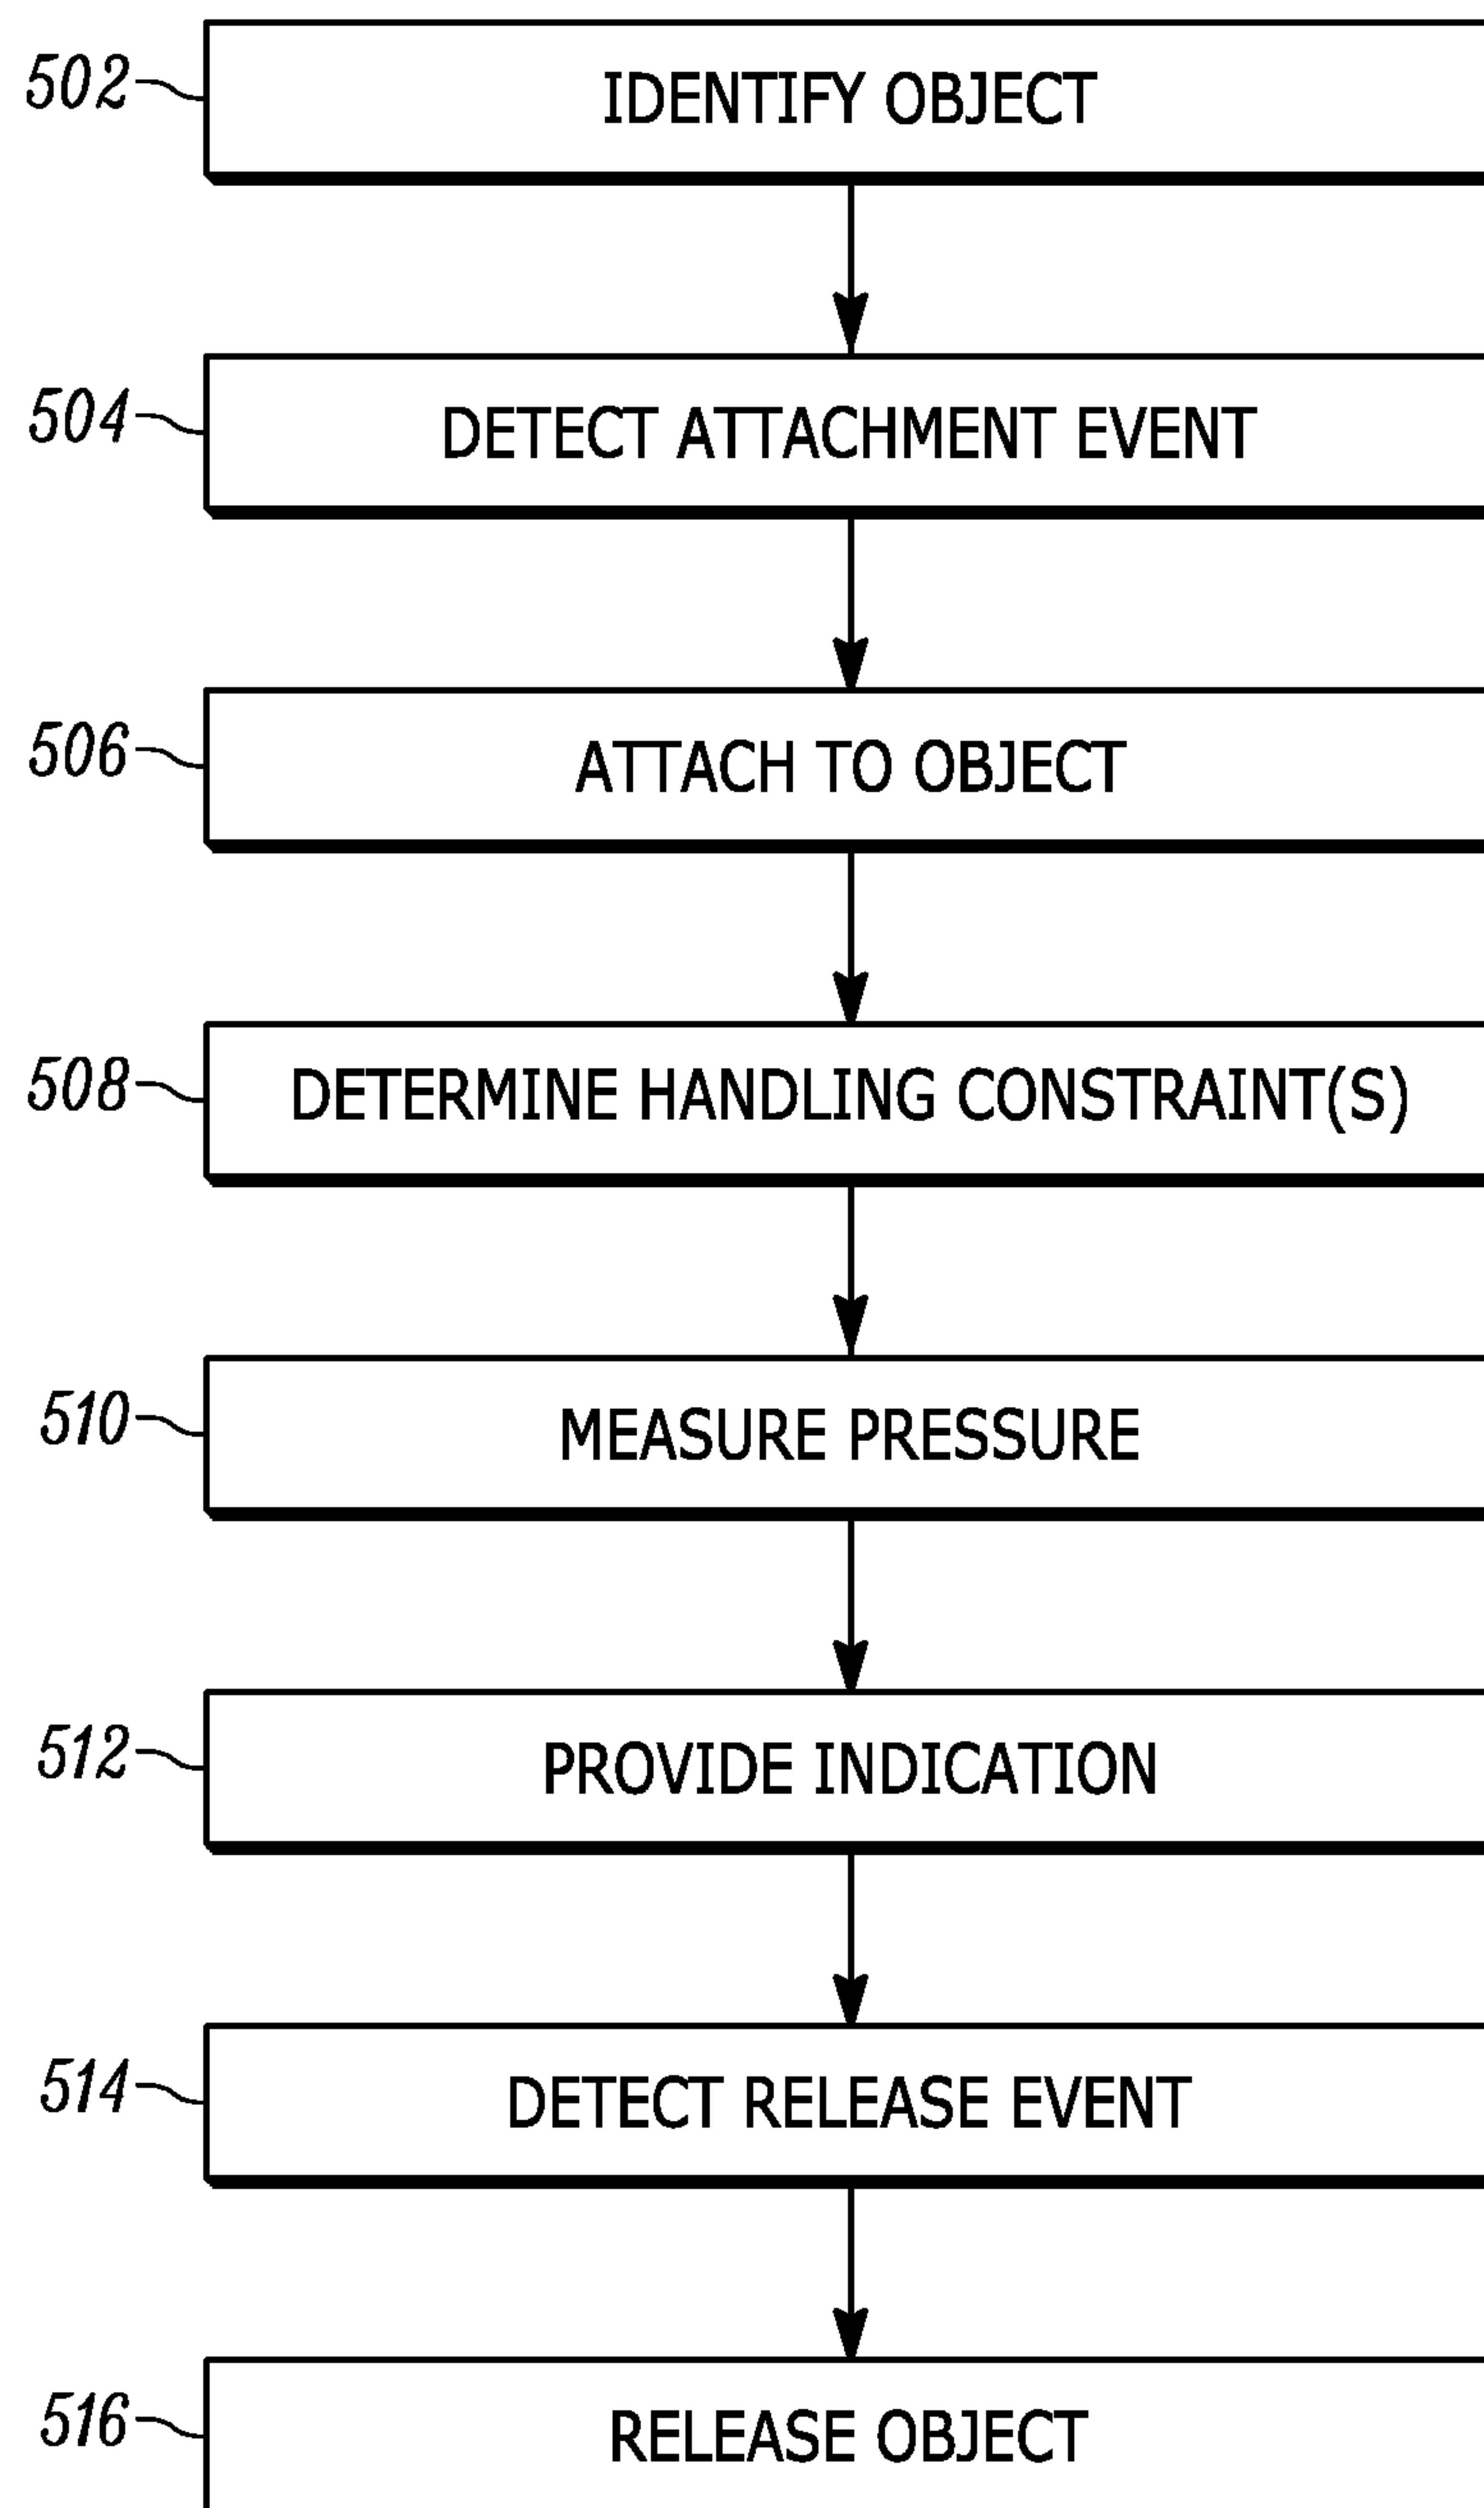 502 IDENTIFY OBJECT
504 DETECT ATTACHMENT EVENT
506 ATTACH TO OBJECT
508 DETERMINE HANDLING CONSTRAINT(S)
510 MEASURE PRESSURE
512 PROVIDE INDICATION
514 DETECT RELEASE EVENT
516 RELEASE OBJECT